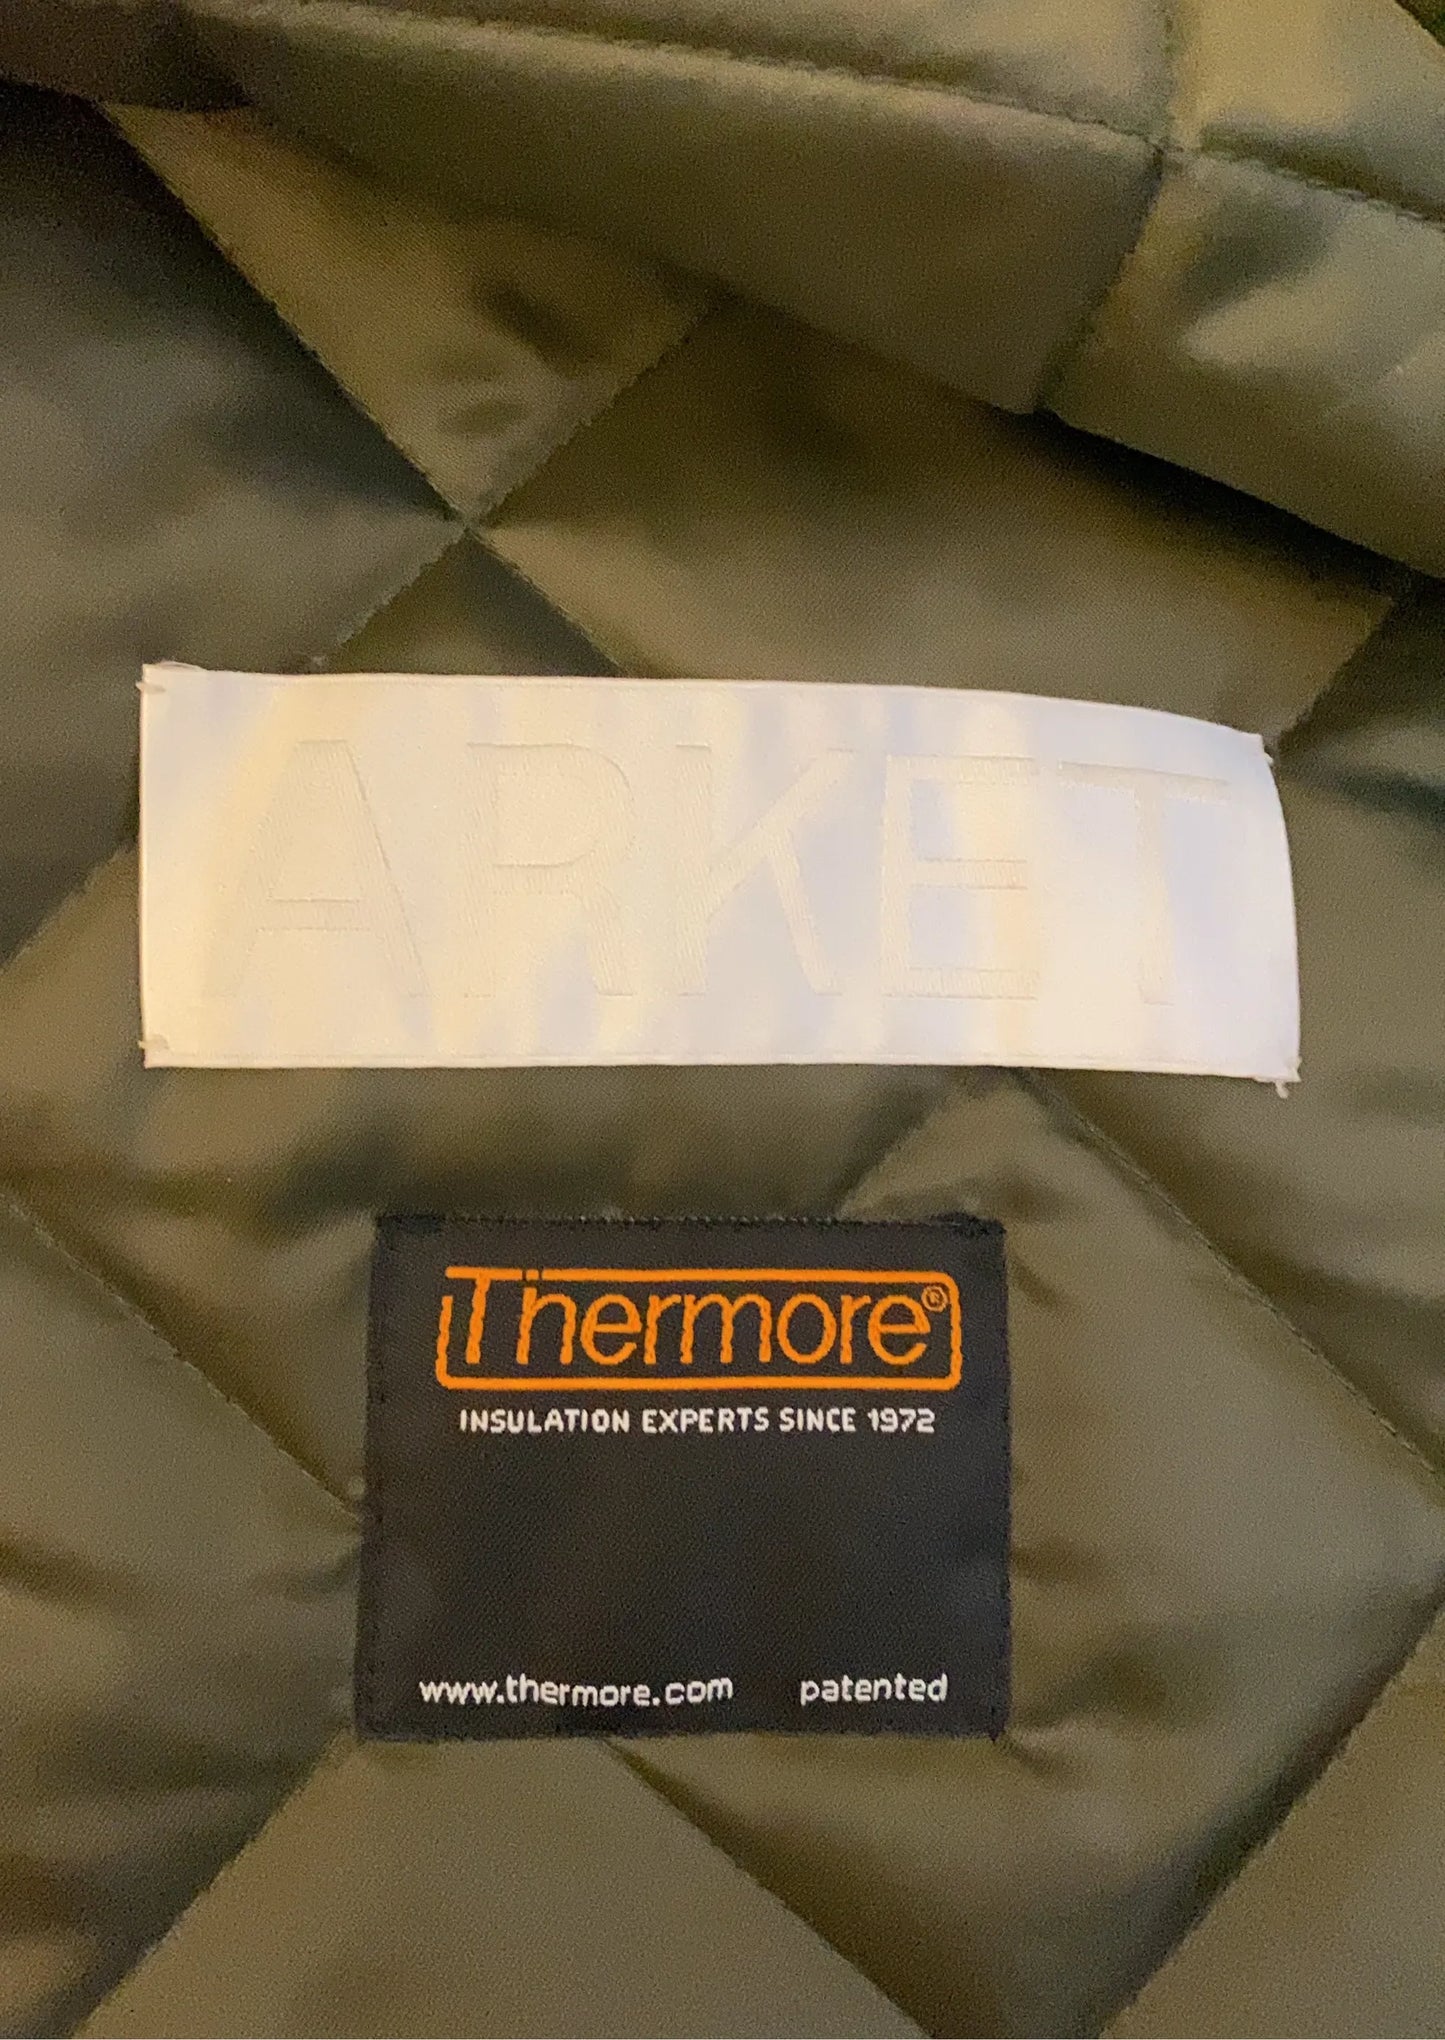 ARKET
Thermore®
INSULATION EXPERTS SINCE 1972
www.thermore.com patented